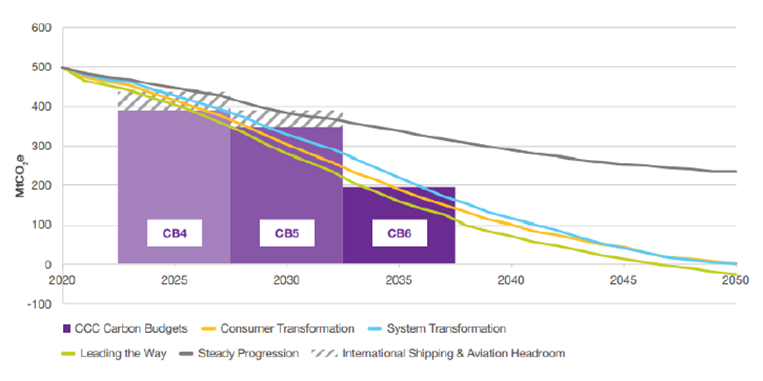 600
500
400
300
200
100
0
-100
MtCO₂e
CB4
CB5
CB6
2020
2025
2030
2035
2040
2045
2050
CCC Carbon Budgets
Consumer Transformation
System Transformation
Leading the Way
Steady Progression
International Shipping & Aviation Headroom